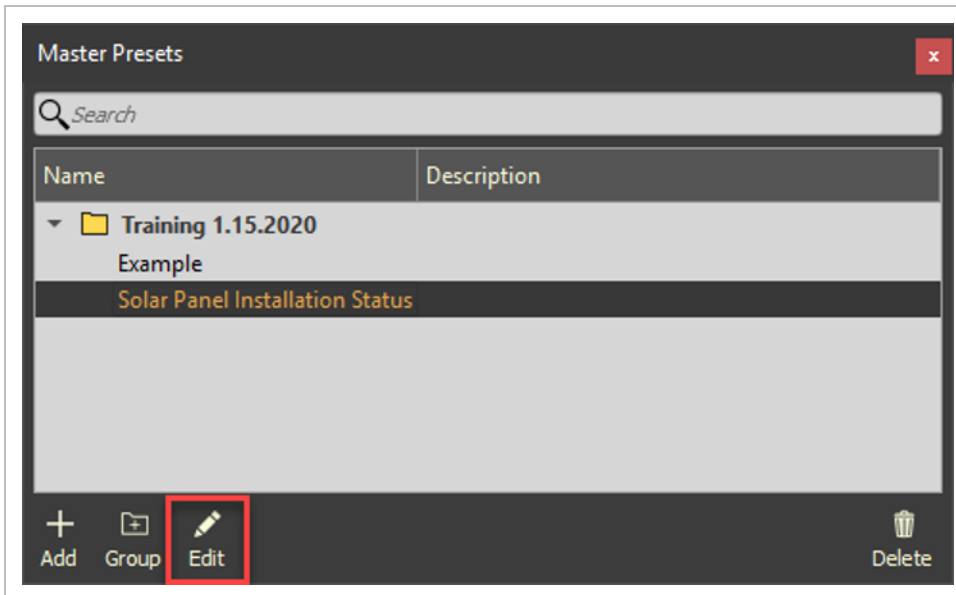 Master Presets
x
Search
Name Description
Training 1.15.2020
Example
Solar Panel Installation Status
Add Group Edit Delete